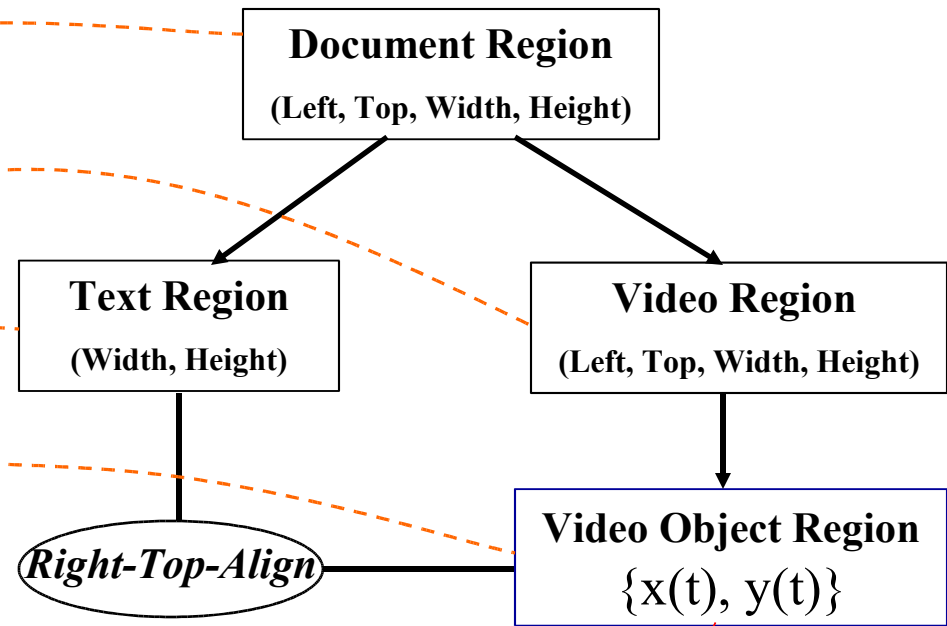 Document Region
(Left, Top, Width, Height)
Text Region
(Width, Height)
Video Region
(Left, Top, Width, Height)
Right-Top-Align
Video Object Region
{x(t), y(t)}